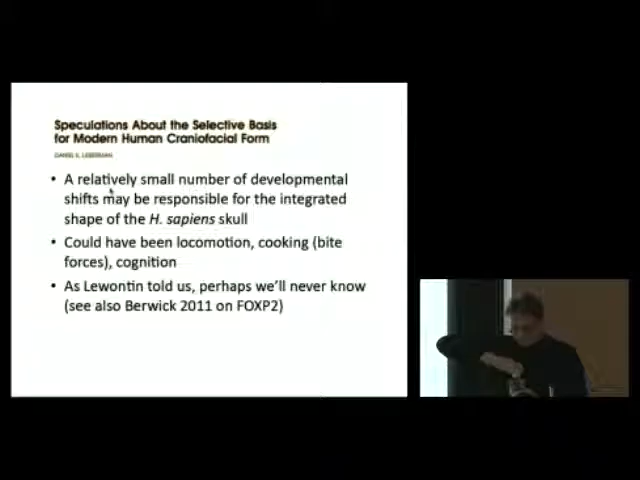 Speculations About the Selective Basis
for Modern Human Craniofacial Form
DANIEL E. LIEBERMAN
• A relatively small number of developmental
shifts may be responsible for the integrated
shape of the H. sapiens skull
• Could have been locomotion, cooking (bite
forces), cognition
• As Lewontin told us, perhaps we'll never know
(see also Berwick 2011 on FOXP2)